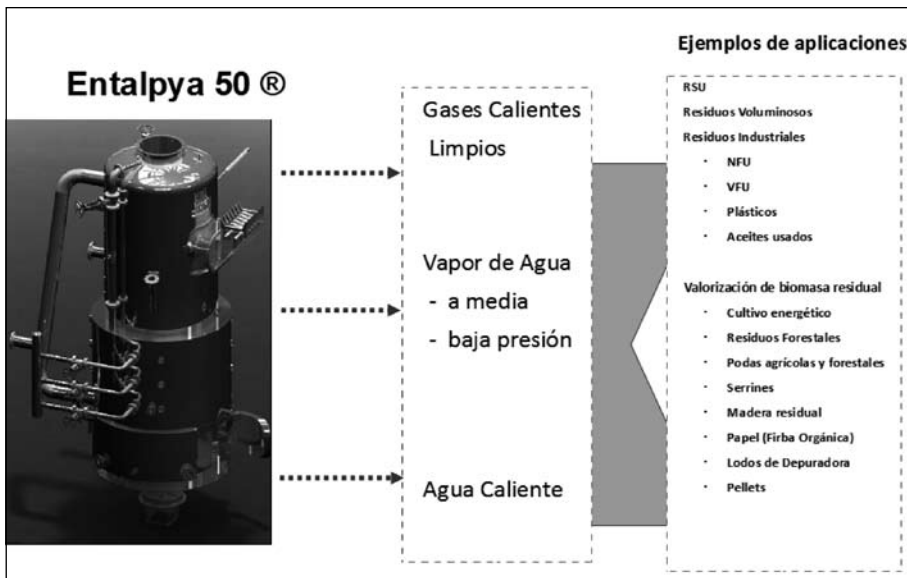 Entalpya 50 ®
Gases Calientes
Limpios
Vapor de Agua
- a media
- baja presión
Agua Caliente
Ejemplos de aplicaciones
RSU
Residuos Voluminosos
Residuos Industriales
· NFU
· VFU
· Plásticos
· Aceites usados
Valorización de biomasa residual
· Cultivo energético
· Residuos Forestales
· Podas agrícolas y forestales
· Serrines
· Madera residual
· Papel (Firba Orgánica)
· Lodos de Depuradora
· Pellets